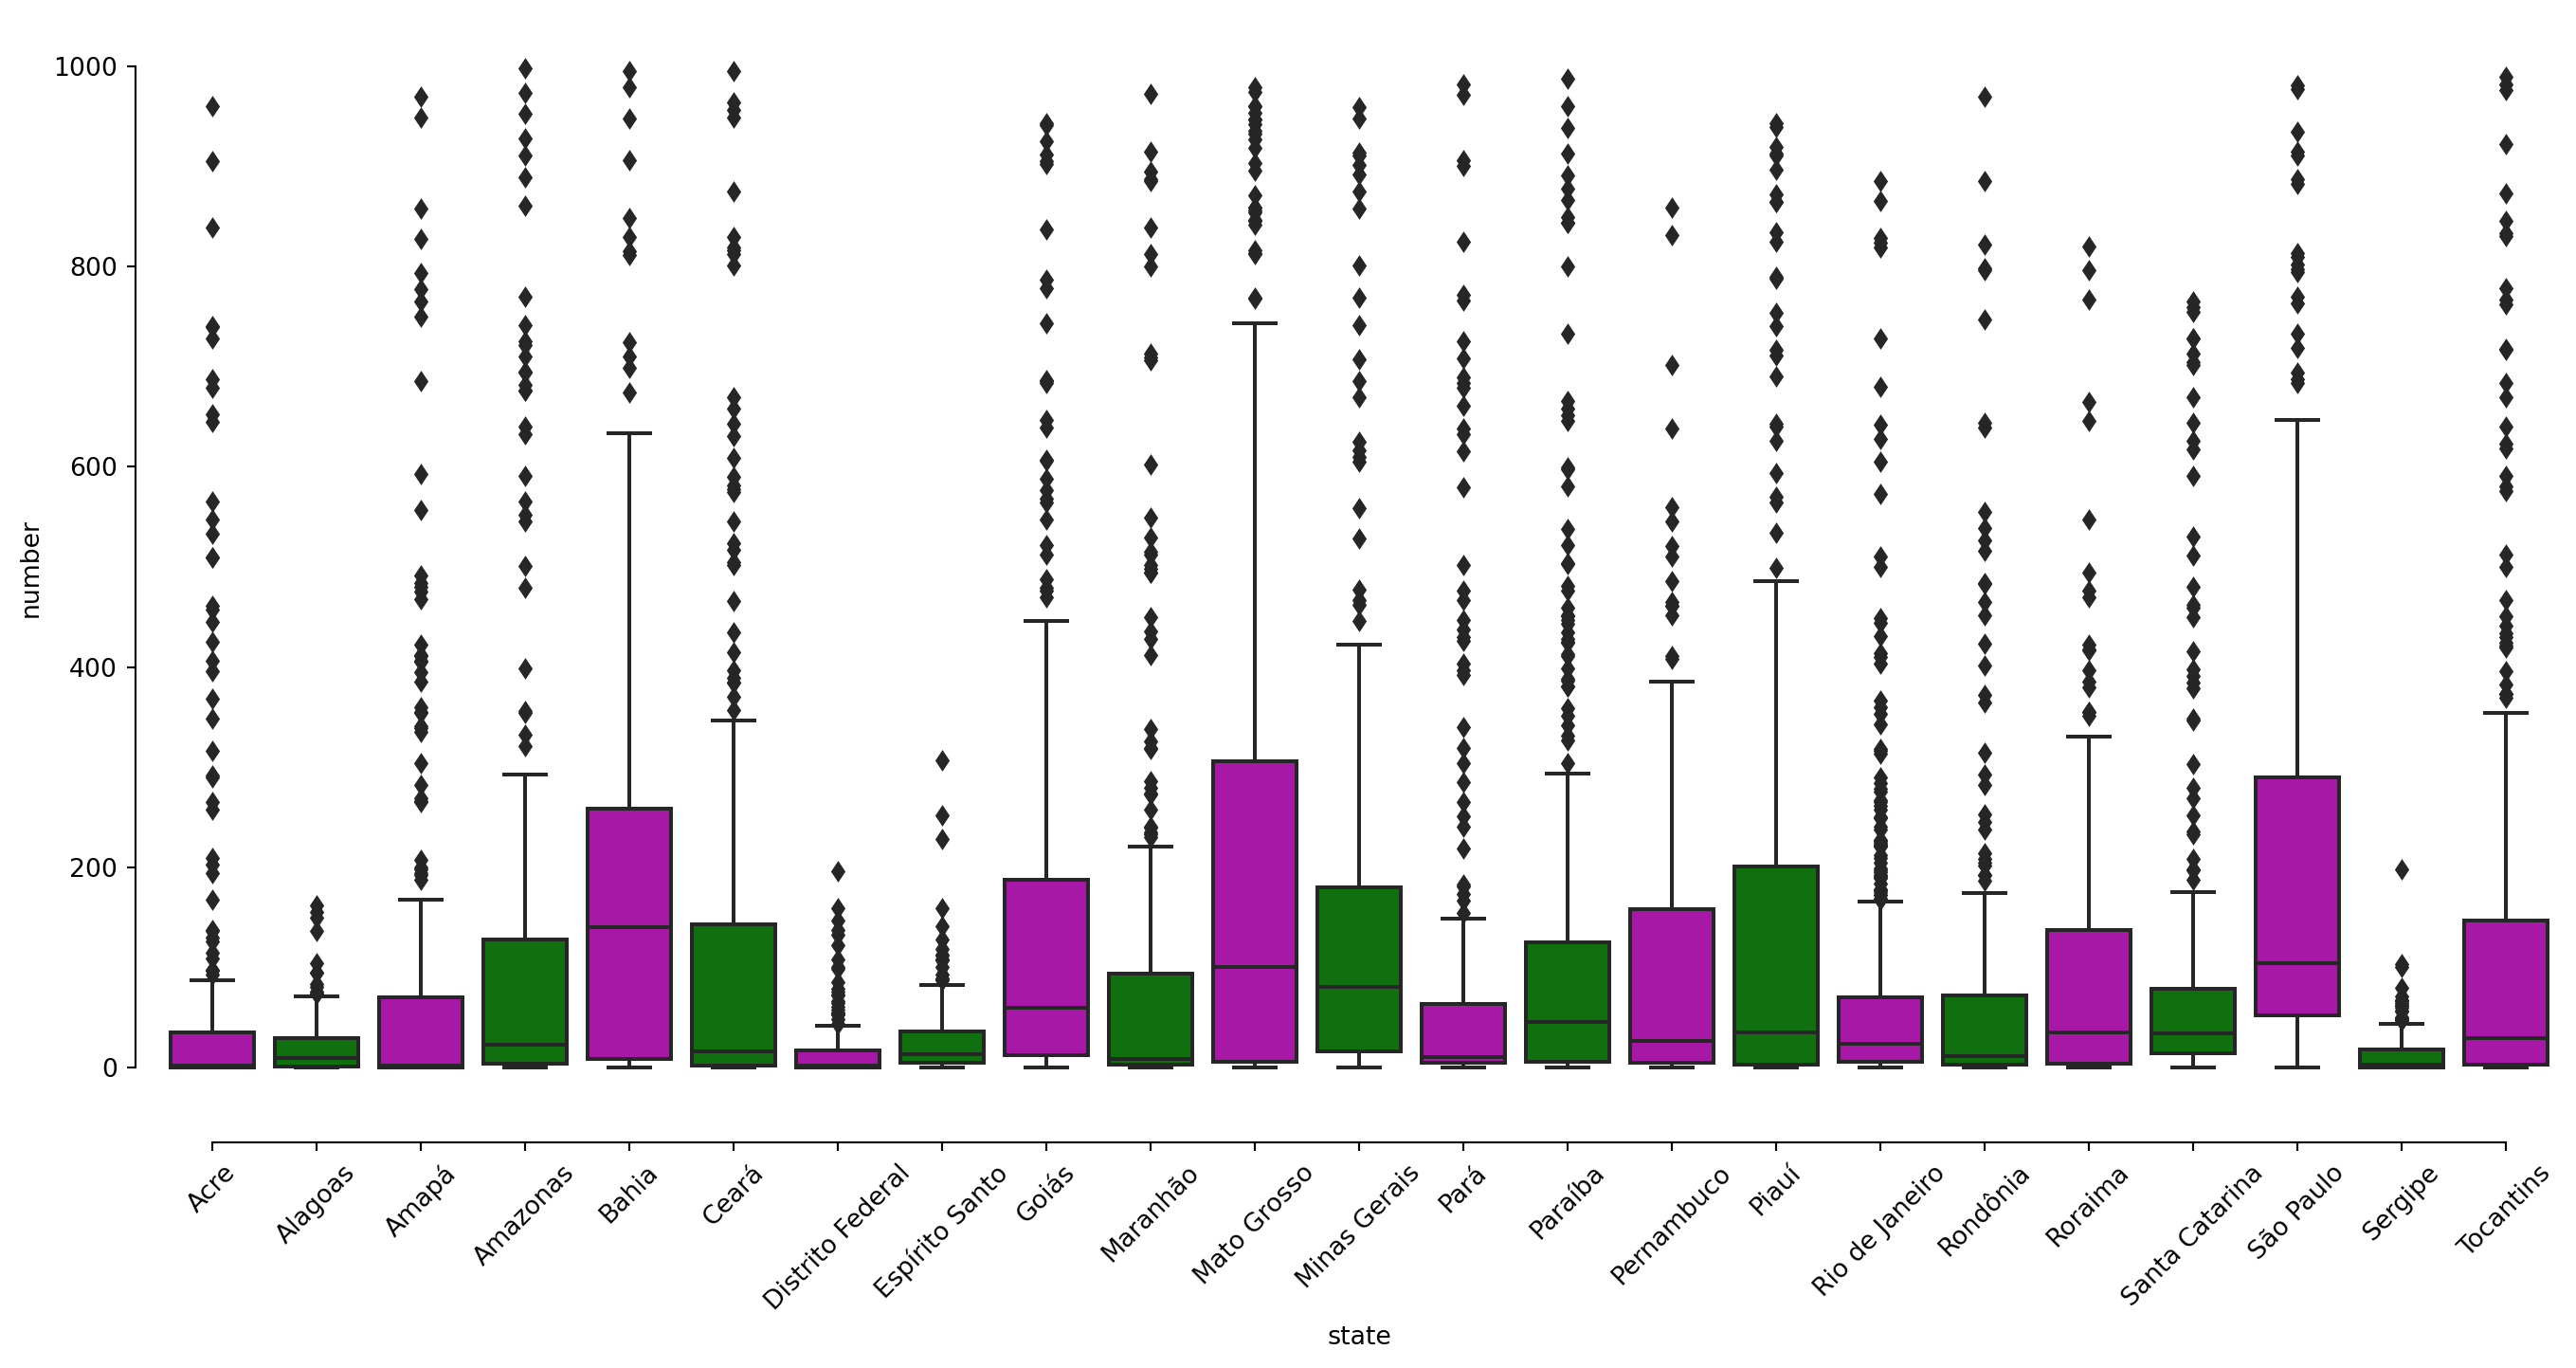 1000
800
600
400
200
0
number
Acre
Alagoas
Amapá
Amazonas
Bahia
Ceará
Distrito Federal
Espírito Santo
Goiás
Maranhão
Mato Grosso
Minas Gerais
Pará
Paraíba
Pernambuco
Piauí
Rio de Janeiro
Rondônia
Roraima
Santa Catarina
São Paulo
Sergipe
Tocantins
state